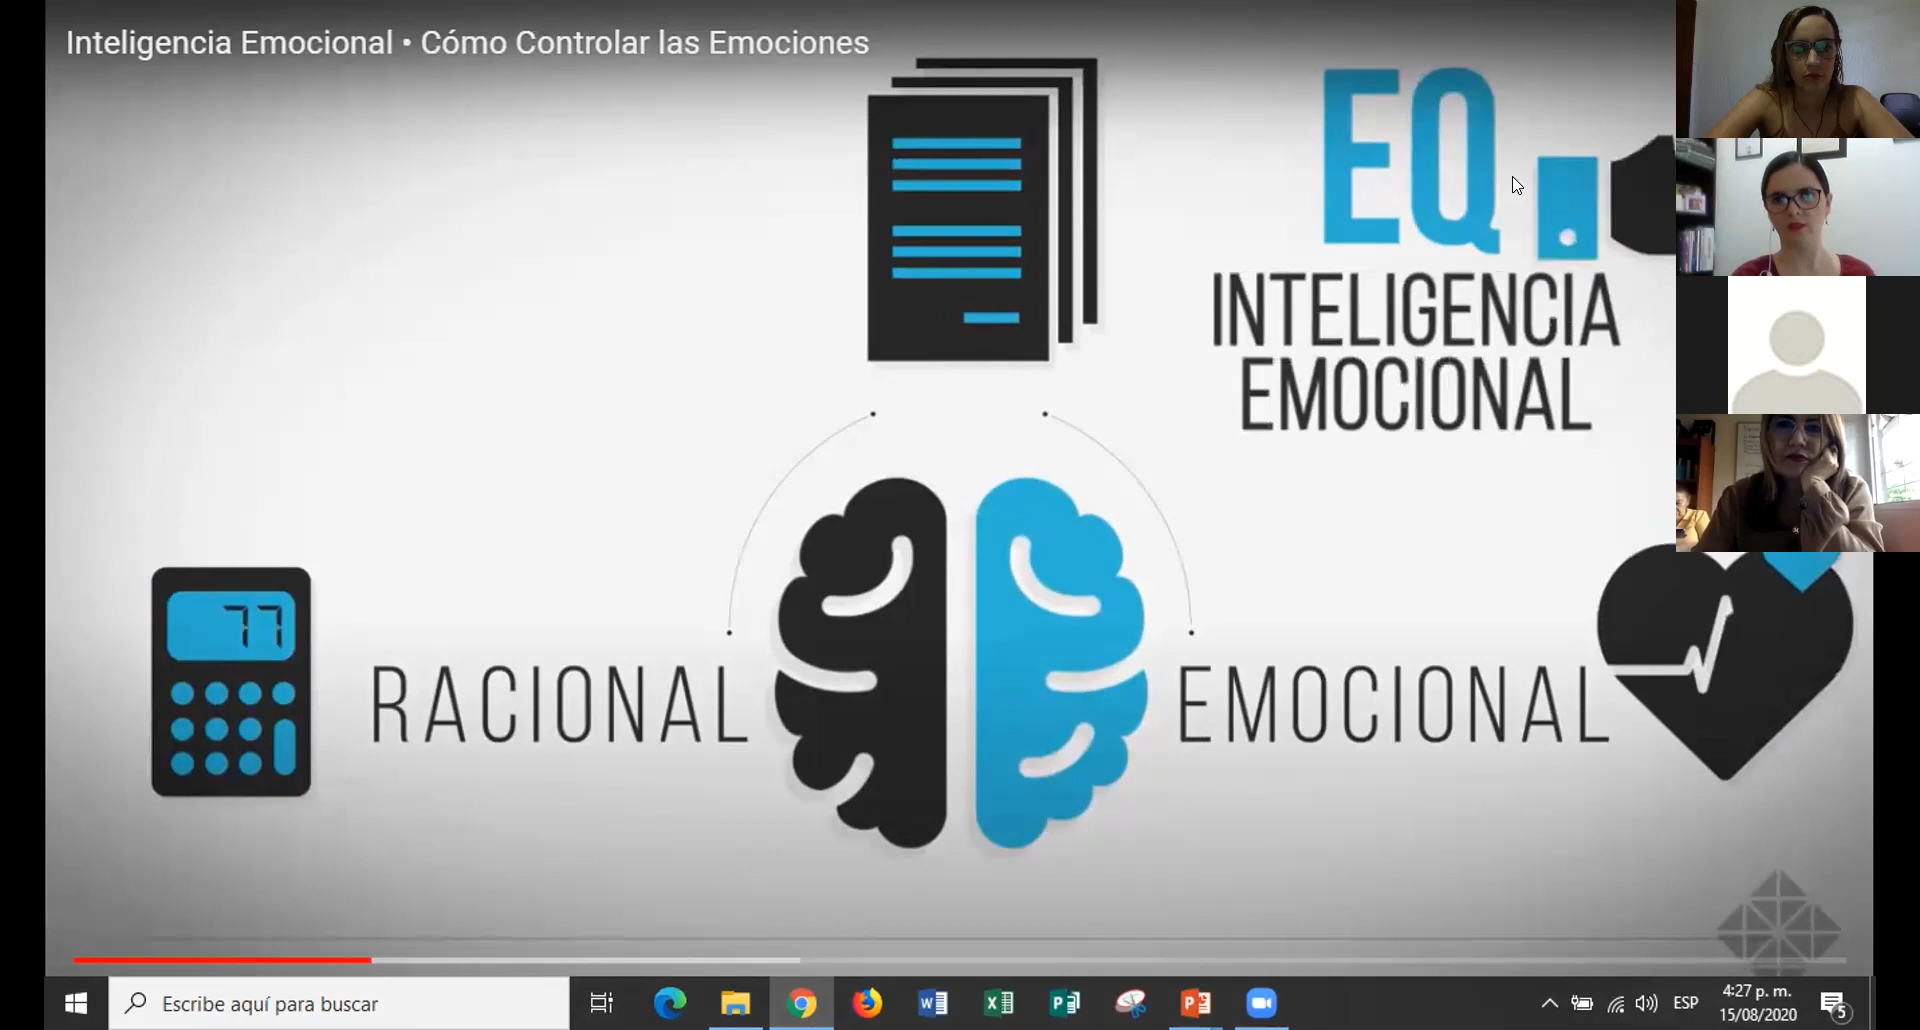 Inteligencia Emocional • Cómo Controlar las Emociones
EQ
INTELIGENCIA
EMOCIONAL
77
RACIONAL
EMOCIONAL
Escribe aquí para buscar
ESP
4:27 p. m.
15/08/2020
5